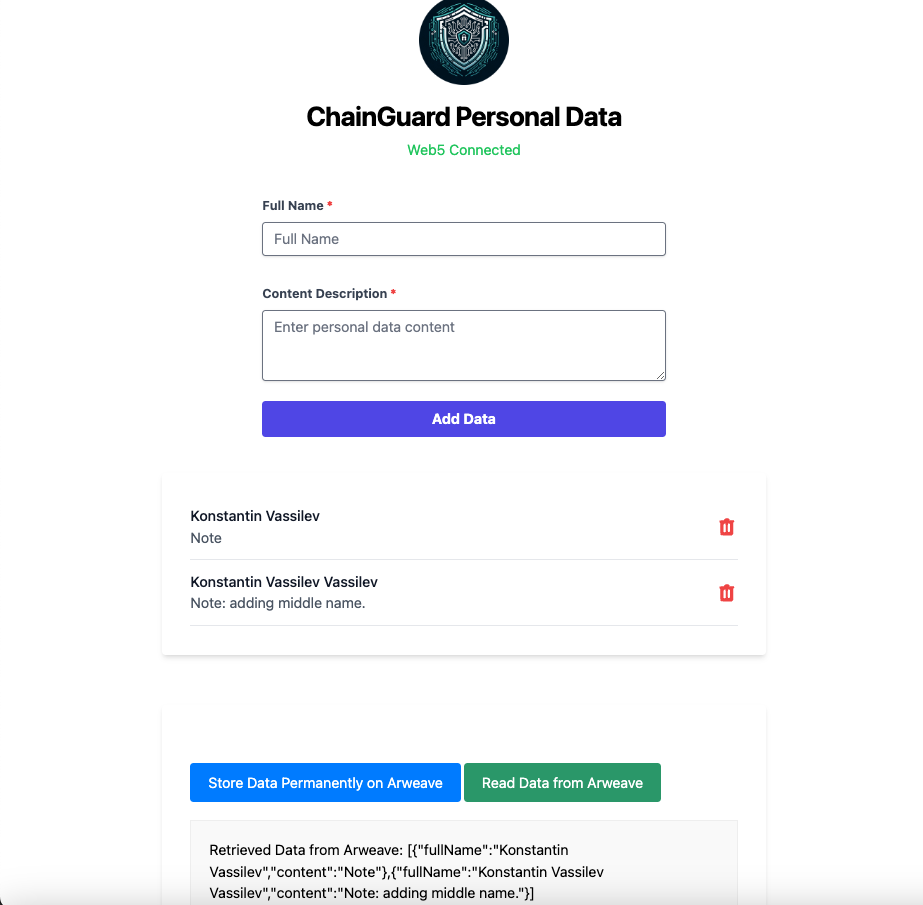 ChainGuard Personal Data
Web5 Connected
Full Name *
Full Name
Content Description *
Enter personal data content
Add Data
Konstantin Vassilev
Note
Konstantin Vassilev Vassilev
Note: adding middle name.
Store Data Permanently on Arweave
Read Data from Arweave
Retrieved Data from Arweave: [{"fullName":"Konstantin
Vassilev","content":"Note"},{"fullName":"Konstantin Vassilev
Vassilev","content":"Note: adding middle name."}]